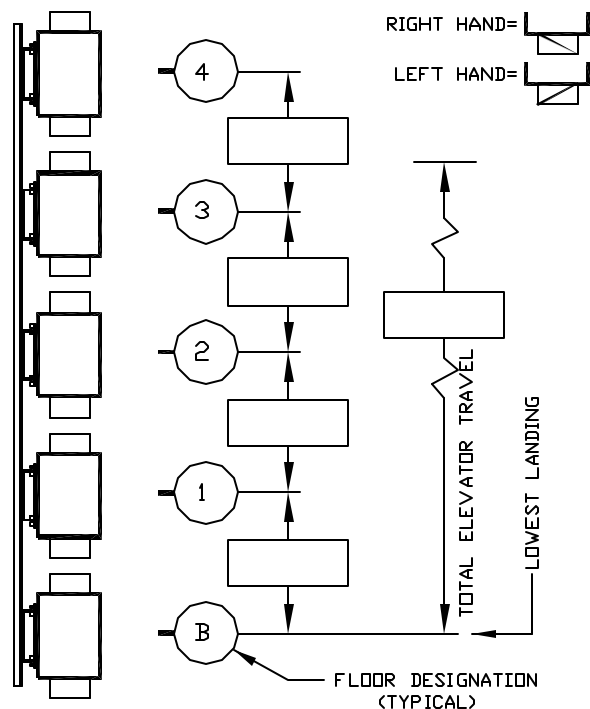 RIGHT HAND=
LEFT HAND=
4
3
2
1
B
TOTAL ELEVATOR TRAVEL
LOWEST LANDING
FLOOR DESIGNATION
(TYPICAL)